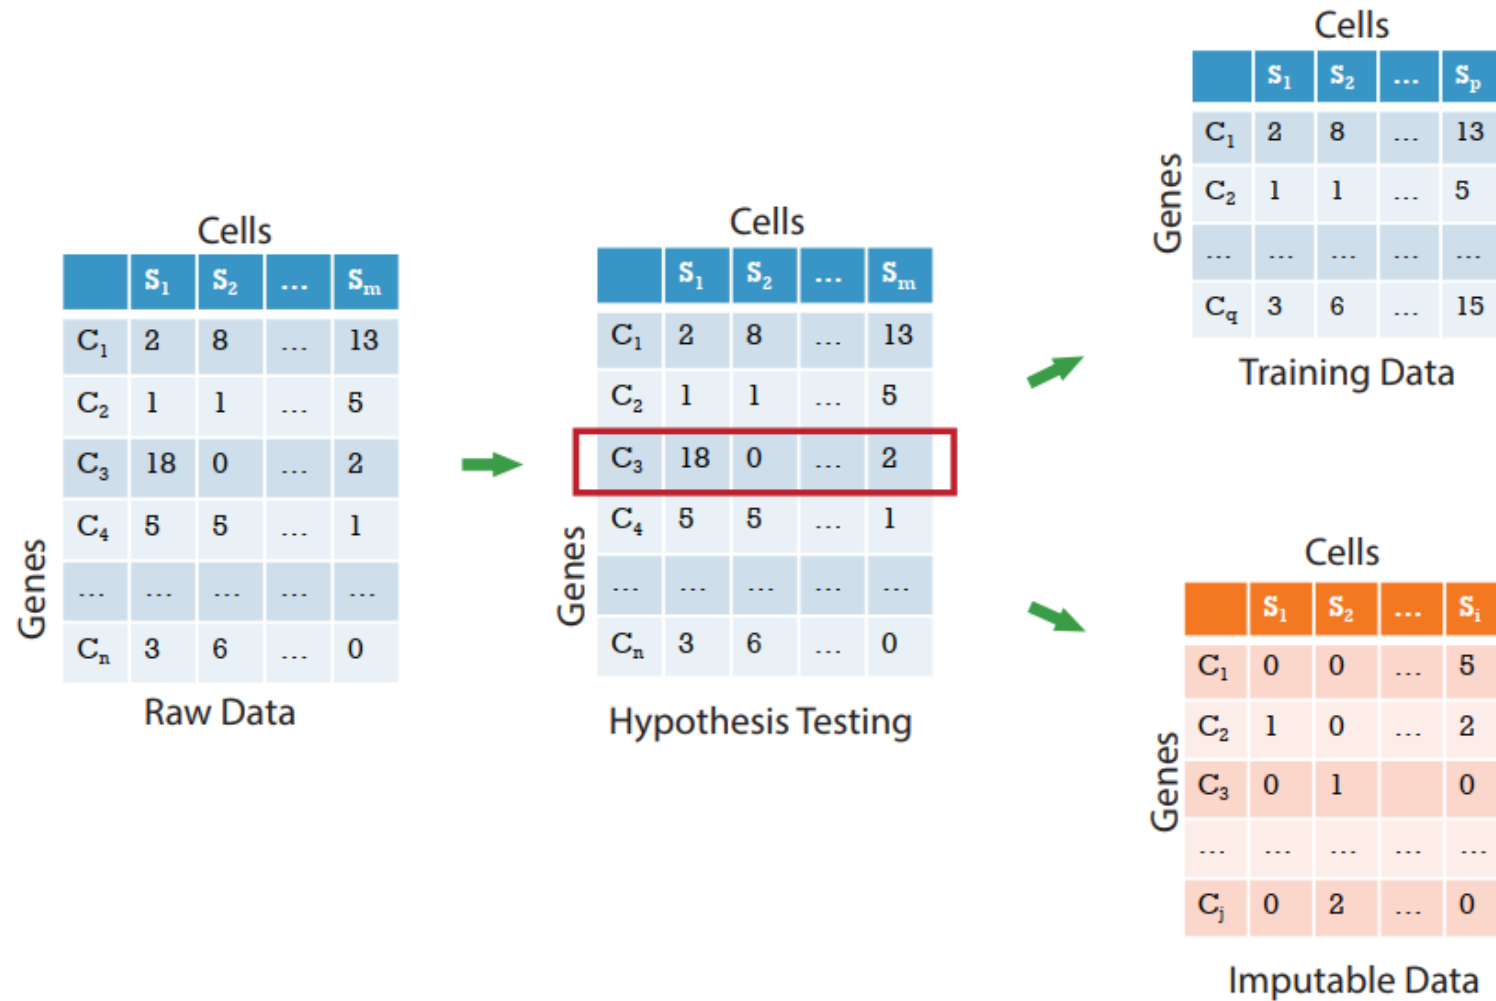 Cells
S₁ S₂ ... Sₘ
C₁ 2 8 ... 13
C₂ 1 1 ... 5
C₃ 18 0 ... 2
C₄ 5 5 ... 1
... ... ... ... ...
Cₙ 3 6 ... 0
Genes
Raw Data
Cells
S₁ S₂ ... Sₘ
C₁ 2 8 ... 13
C₂ 1 1 ... 5
C₃ 18 0 ... 2
C₄ 5 5 ... 1
... ... ... ... ...
Cₙ 3 6 ... 0
Genes
Hypothesis Testing
Cells
S₁ S₂ ... Sₚ
C₁ 2 8 ... 13
C₂ 1 1 ... 5
... ... ... ... ...
C_q 3 6 ... 15
Genes
Training Data
Cells
S₁ S₂ ... Sᵢ
C₁ 0 0 ... 5
C₂ 1 0 ... 2
C₃ 0 1 0
... ... ... ... ...
Cⱼ 0 2 ... 0
Genes
Imputable Data